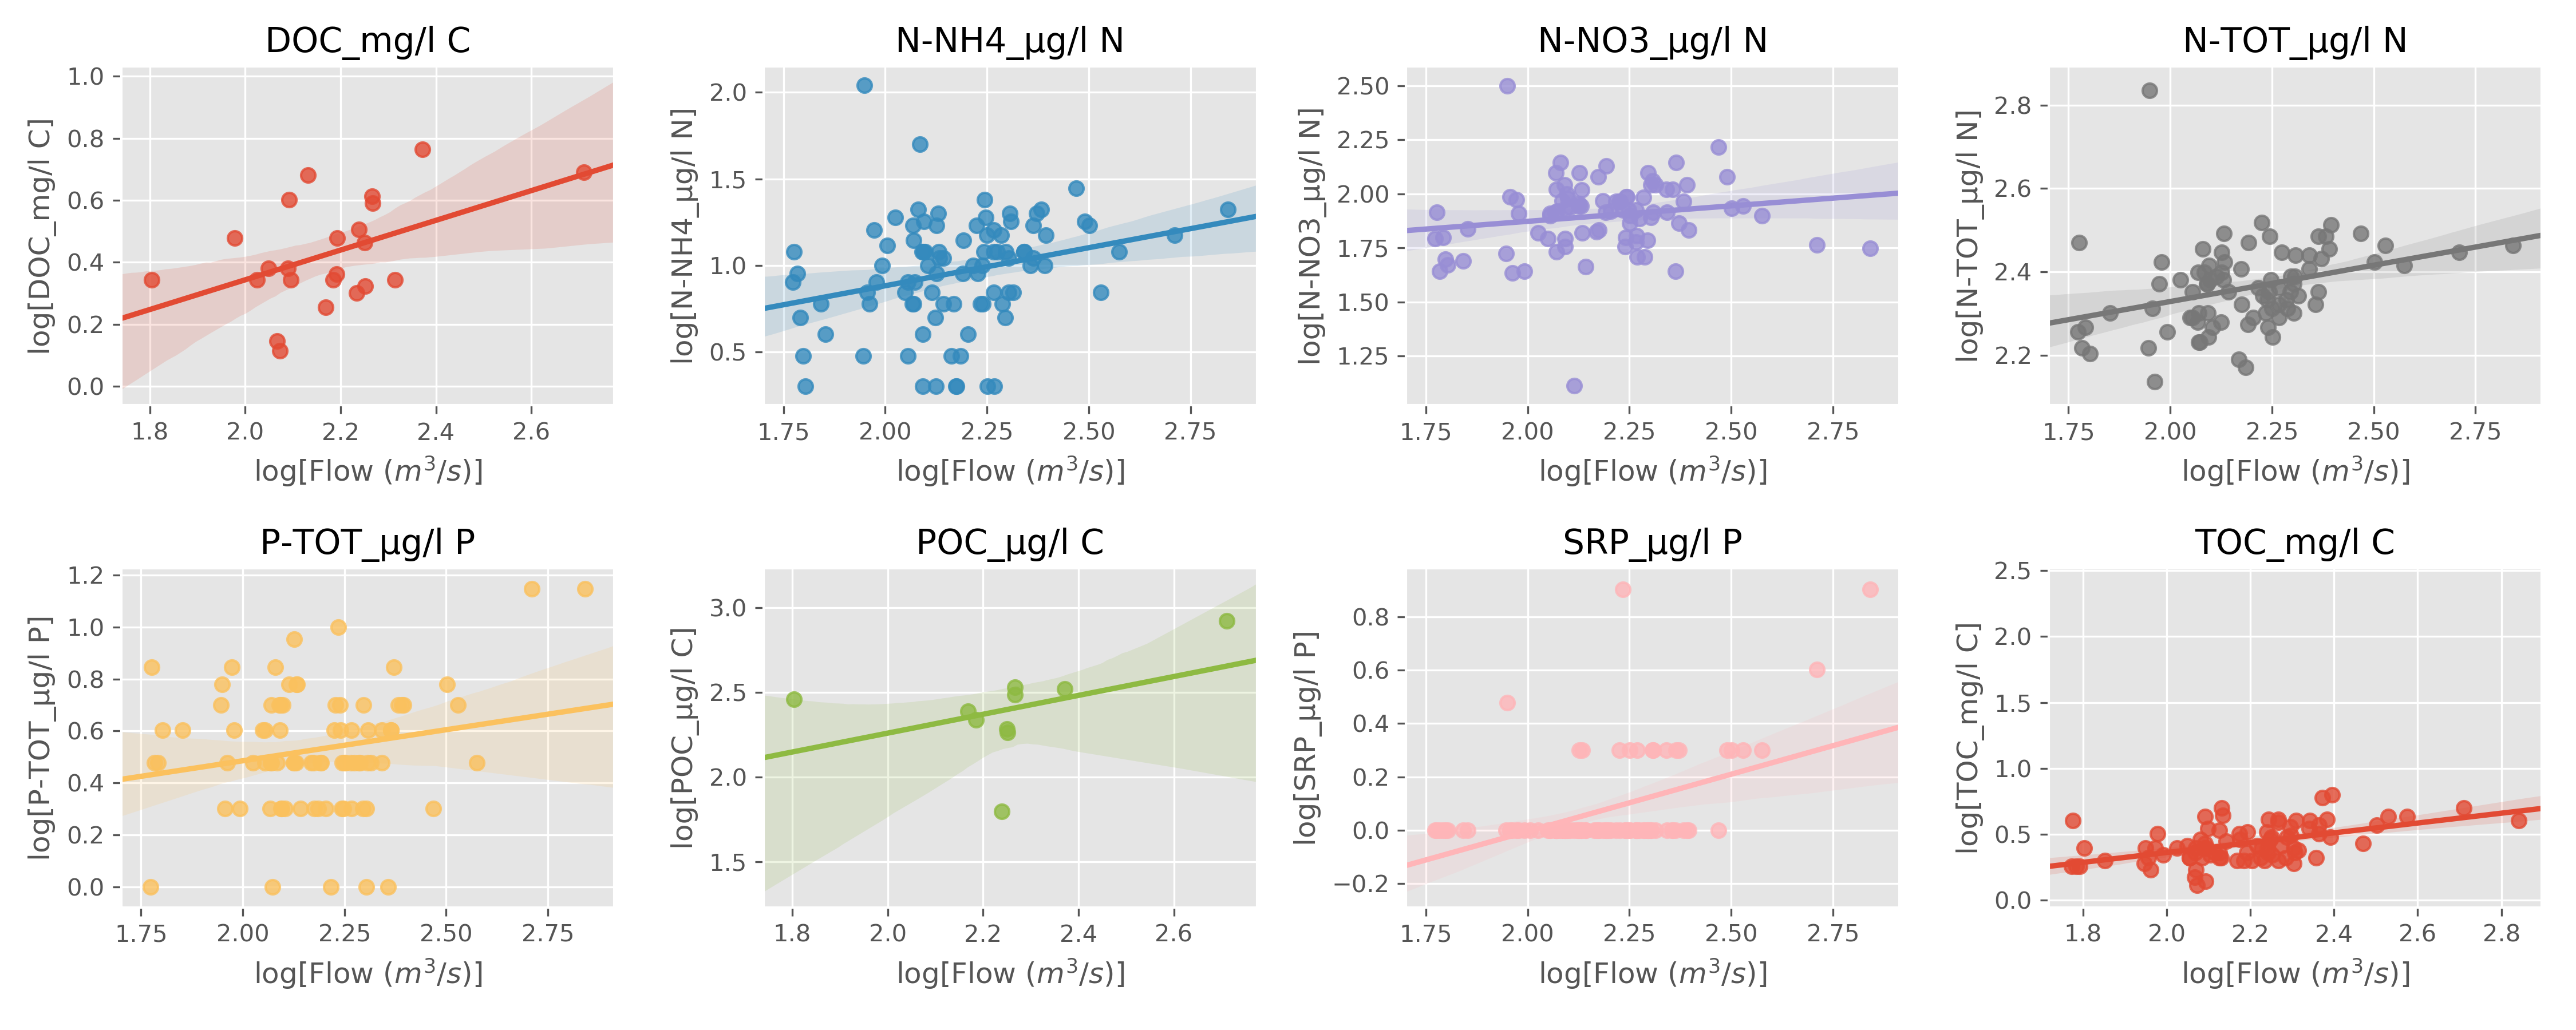 DOC_mg/l C
1.0
0.8
0.6
0.4
0.2
0.0
log[DOC_mg/l C]
1.8 2.0 2.2 2.4 2.6
log[Flow (m³/s)]
N-NH4_µg/l N
2.0
1.5
1.0
0.5
log[N-NH4_µg/l N]
1.75 2.00 2.25 2.50 2.75
log[Flow (m³/s)]
N-NO3_µg/l N
2.50
2.25
2.00
1.75
1.50
1.25
log[N-NO3_µg/l N]
1.75 2.00 2.25 2.50 2.75
log[Flow (m³/s)]
N-TOT_µg/l N
2.8
2.6
2.4
2.2
log[N-TOT_µg/l N]
1.75 2.00 2.25 2.50 2.75
log[Flow (m³/s)]
P-TOT_µg/l P
1.2
1.0
0.8
0.6
0.4
0.2
0.0
log[P-TOT_µg/l P]
1.75 2.00 2.25 2.50 2.75
log[Flow (m³/s)]
POC_µg/l C
3.0
2.5
2.0
1.5
log[POC_µg/l C]
1.8 2.0 2.2 2.4 2.6
log[Flow (m³/s)]
SRP_µg/l P
0.8
0.6
0.4
0.2
0.0
−0.2
log[SRP_µg/l P]
1.75 2.00 2.25 2.50 2.75
log[Flow (m³/s)]
TOC_mg/l C
2.5
2.0
1.5
1.0
0.5
0.0
log[TOC_mg/l C]
1.8 2.0 2.2 2.4 2.6 2.8
log[Flow (m³/s)]